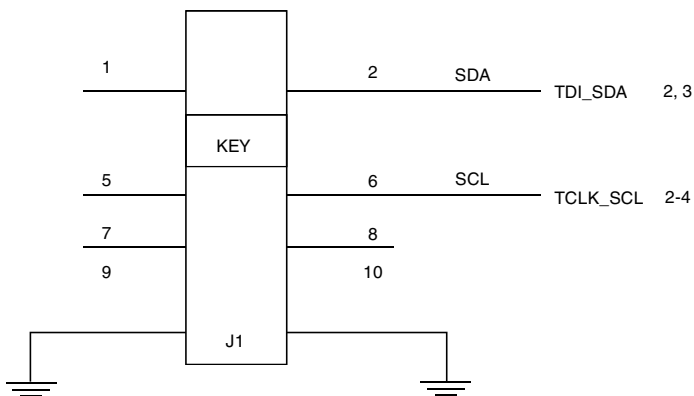 1 2 SDA TDI_SDA 2, 3
KEY
5 6 SCL TCLK_SCL 2-4
7 8
9 10
J1